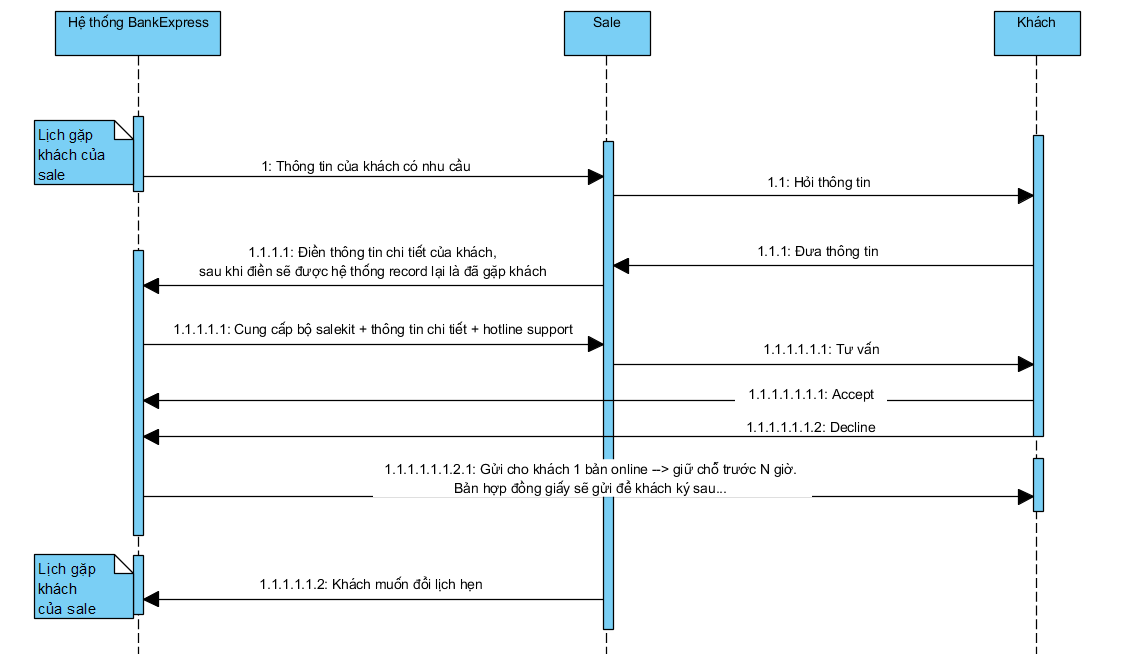 Hệ thống BankExpress
Sale
Khách
Lịch gặp
khách của
sale
1: Thông tin của khách có nhu cầu
1.1: Hỏi thông tin
1.1.1: Đưa thông tin
1.1.1.1: Điền thông tin chi tiết của khách,
sau khi điền sẽ được hệ thống record lại là đã gặp khách
1.1.1.1.1: Cung cấp bộ salekit + thông tin chi tiết + hotline support
1.1.1.1.1.1: Tư vấn
1.1.1.1.1.1.1: Accept
1.1.1.1.1.1.2: Decline
1.1.1.1.1.1.2.1: Gửi cho khách 1 bản online --> giữ chỗ trước N giờ.
Bản hợp đồng giấy sẽ gửi để khách ký sau...
Lịch gặp
khách
của sale
1.1.1.1.1.2: Khách muốn đổi lịch hẹn